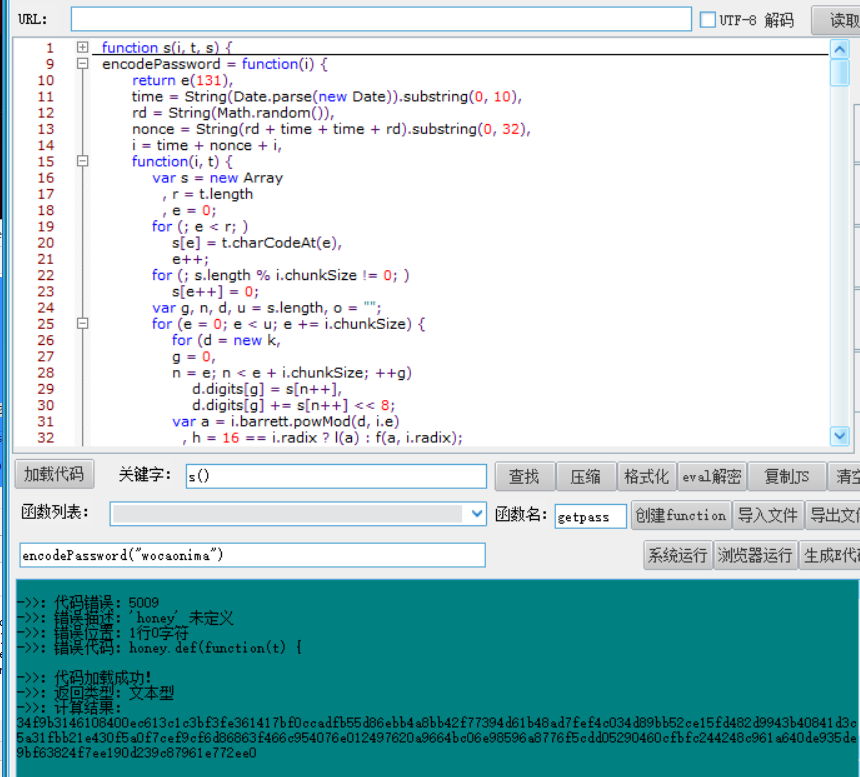 URL:
UTF-8 解码
读取
1 function s(i, t, s) {
9 encodePassword = function(i) {
10 return e(131),
11 time = String(Date.parse(new Date)).substring(0, 10),
12 rd = String(Math.random()),
13 nonce = String(rd + time + time + rd).substring(0, 32),
14 i = time + nonce + i,
15 function(i, t) {
16 var s = new Array
17 , r = t.length
18 , e = 0;
19 for (; e < r; )
20 s[e] = t.charCodeAt(e),
21 e++;
22 for (; s.length % i.chunkSize != 0; )
23 s[e++] = 0;
24 var g, n, d, u = s.length, o = "";
25 for (e = 0; e < u; e += i.chunkSize) {
26 for (d = new k,
27 g = 0,
28 n = e; n < e + i.chunkSize; ++g)
29 d.digits[g] = s[n++],
30 d.digits[g] += s[n++] << 8;
31 var a = i.barrett.powMod(d, i.e)
32 , h = 16 == i.radix ? l(a) : f(a, i.radix);
加载代码 关键字: s() 查找 压缩 格式化 eval解密 复制JS 清空
函数列表: 函数名: getpass 创建function 导入文件 导出文
encodePassword("wocaonima") 系统运行 浏览器运行 生成E代
->>: 代码错误: 5009
->>: 错误描述: 'honey' 未定义
->>: 错误位置: 1行0字符
->>: 错误代码: honey.def(function(t) {
->>: 代码加载成功!
->>: 返回类型: 文本型
->>: 计算结果:
34f9b3146108400ec613c1c3bf3fe361417bf0ccadfb55d86ebb4a8bb42f77394d61b48ad7fef4c034d89bb52ce15fd482d9943b40841d3c
5a31fbb21e430f5a0f7cef9cf6d86863f466c954076e012497620a9664bc06e98596a8776f5cdd05290460cfbfc244248c961a640de935de
9bf63824f7ee190d239c87961e772ee0